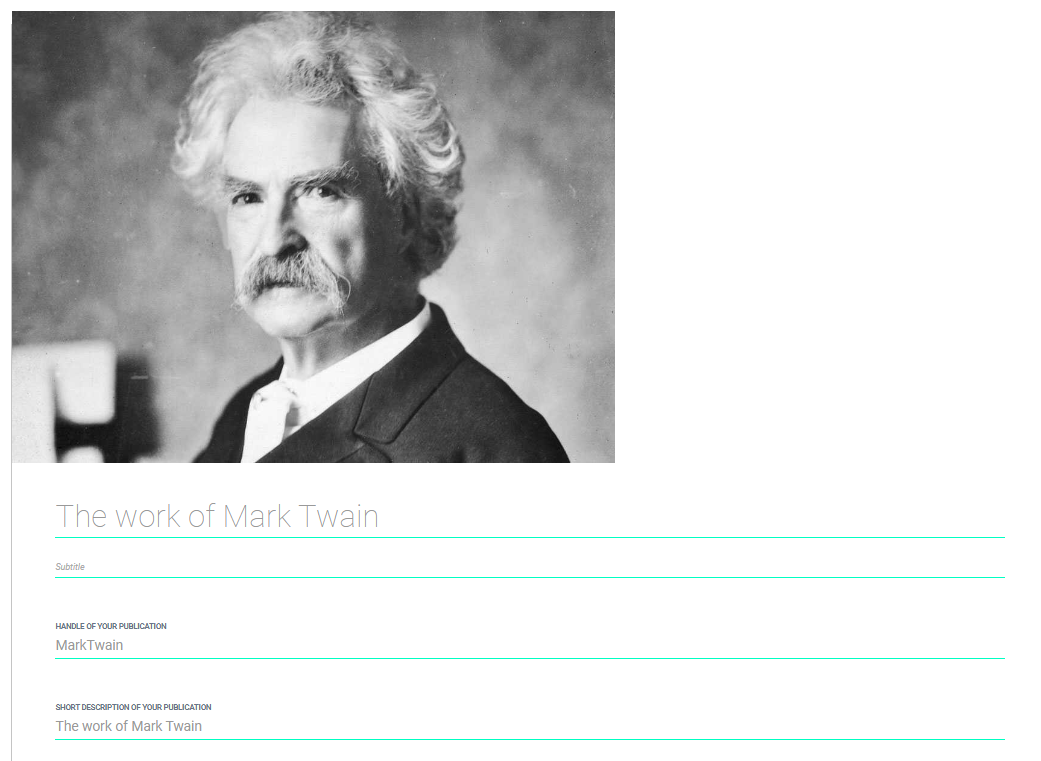 The work of Mark Twain
Subtitle
HANDLE OF YOUR PUBLICATION
MarkTwain
SHORT DESCRIPTION OF YOUR PUBLICATION
The work of Mark Twain